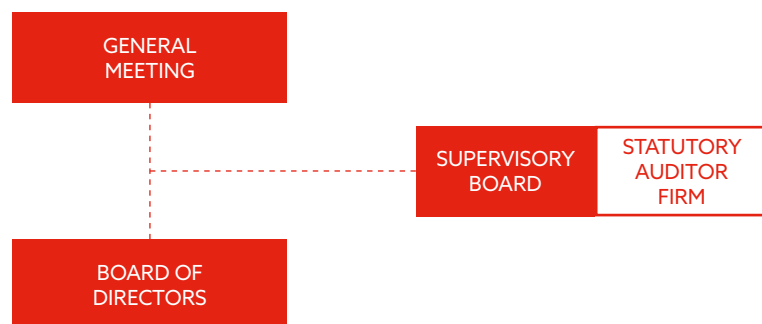 GENERAL
MEETING
SUPERVISORY
BOARD
STATUTORY
AUDITOR
FIRM
BOARD OF
DIRECTORS